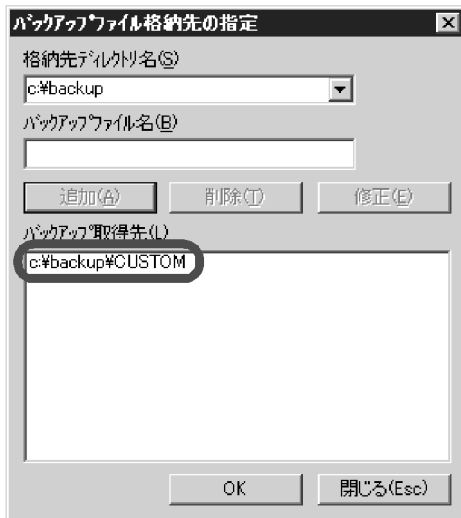 ﾊﾞｯｸｱｯﾌﾟﾌｧｲﾙ格納先の指定
格納先ﾃﾞｨﾚｸﾄﾘ名(S)
c:¥backup
ﾊﾞｯｸｱｯﾌﾟﾌｧｲﾙ名(B)
追加(A) 削除(T) 修正(E)
ﾊﾞｯｸｱｯﾌﾟ取得先(L)
c:¥backup¥CUSTOM
OK 閉じる(Esc)